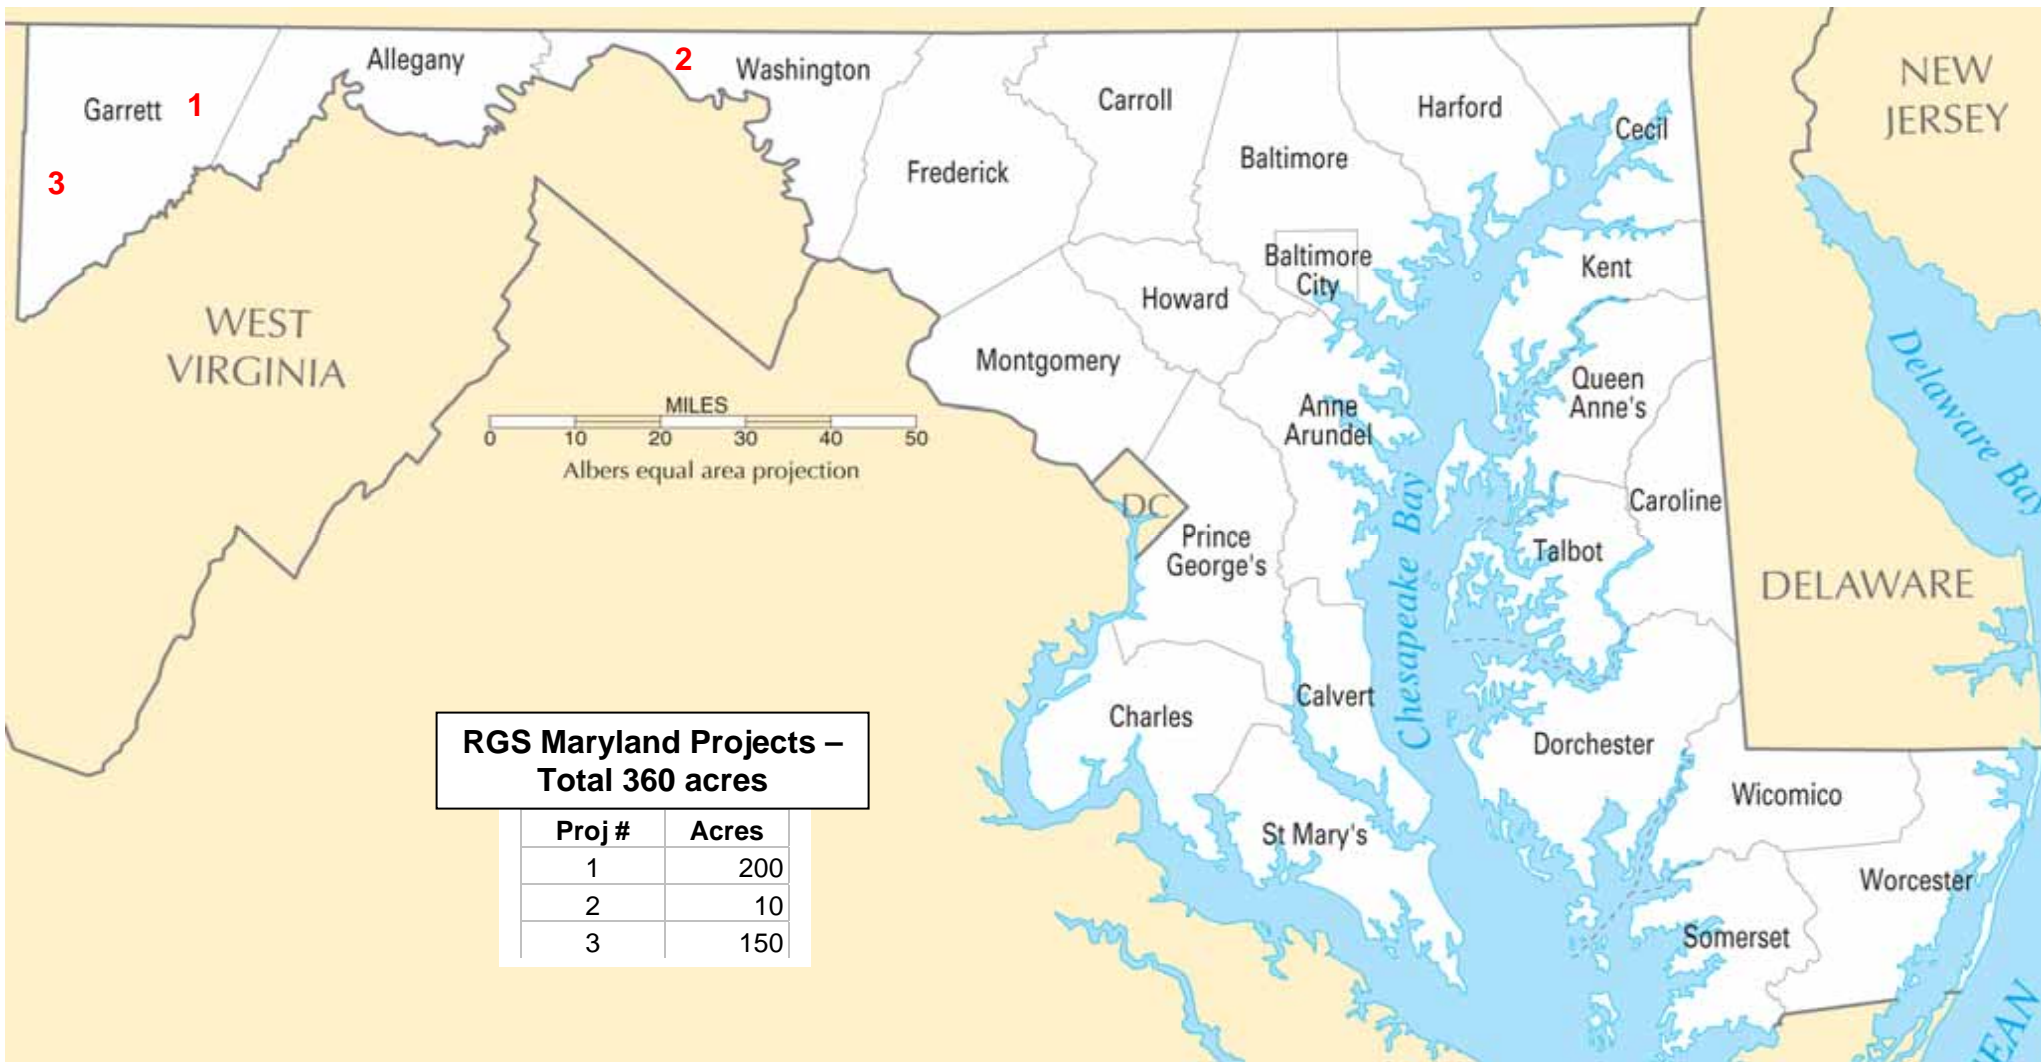 Garrett
1
Allegany
2
Washington
Frederick
Carroll
Baltimore
Harford
Cecil
NEW
JERSEY
3
WEST
VIRGINIA
Baltimore
City
Howard
Kent
Montgomery
MILES
0 10 20 30 40 50
Albers equal area projection
Anne
Arundel
Queen
Anne's
Delaware Bay
DC
Prince
George's
Chesapeake Bay
Caroline
Talbot
DELAWARE
Charles
Calvert
Dorchester
Wicomico
St Mary's
Worcester
Somerset
EAN
RGS Maryland Projects –
Total 360 acres
Proj # Acres
1 200
2 10
3 150